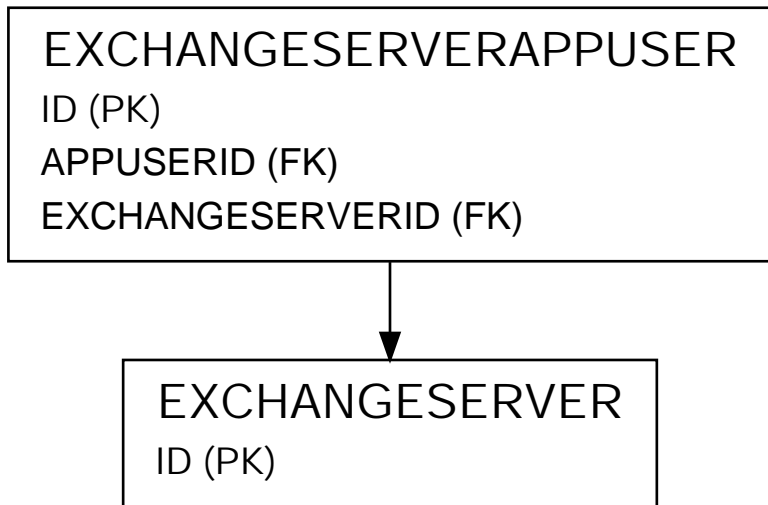 EXCHANGESERVERAPPUSER
ID (PK)
APPUSERID (FK)
EXCHANGESERVERID (FK)
EXCHANGESERVER
ID (PK)